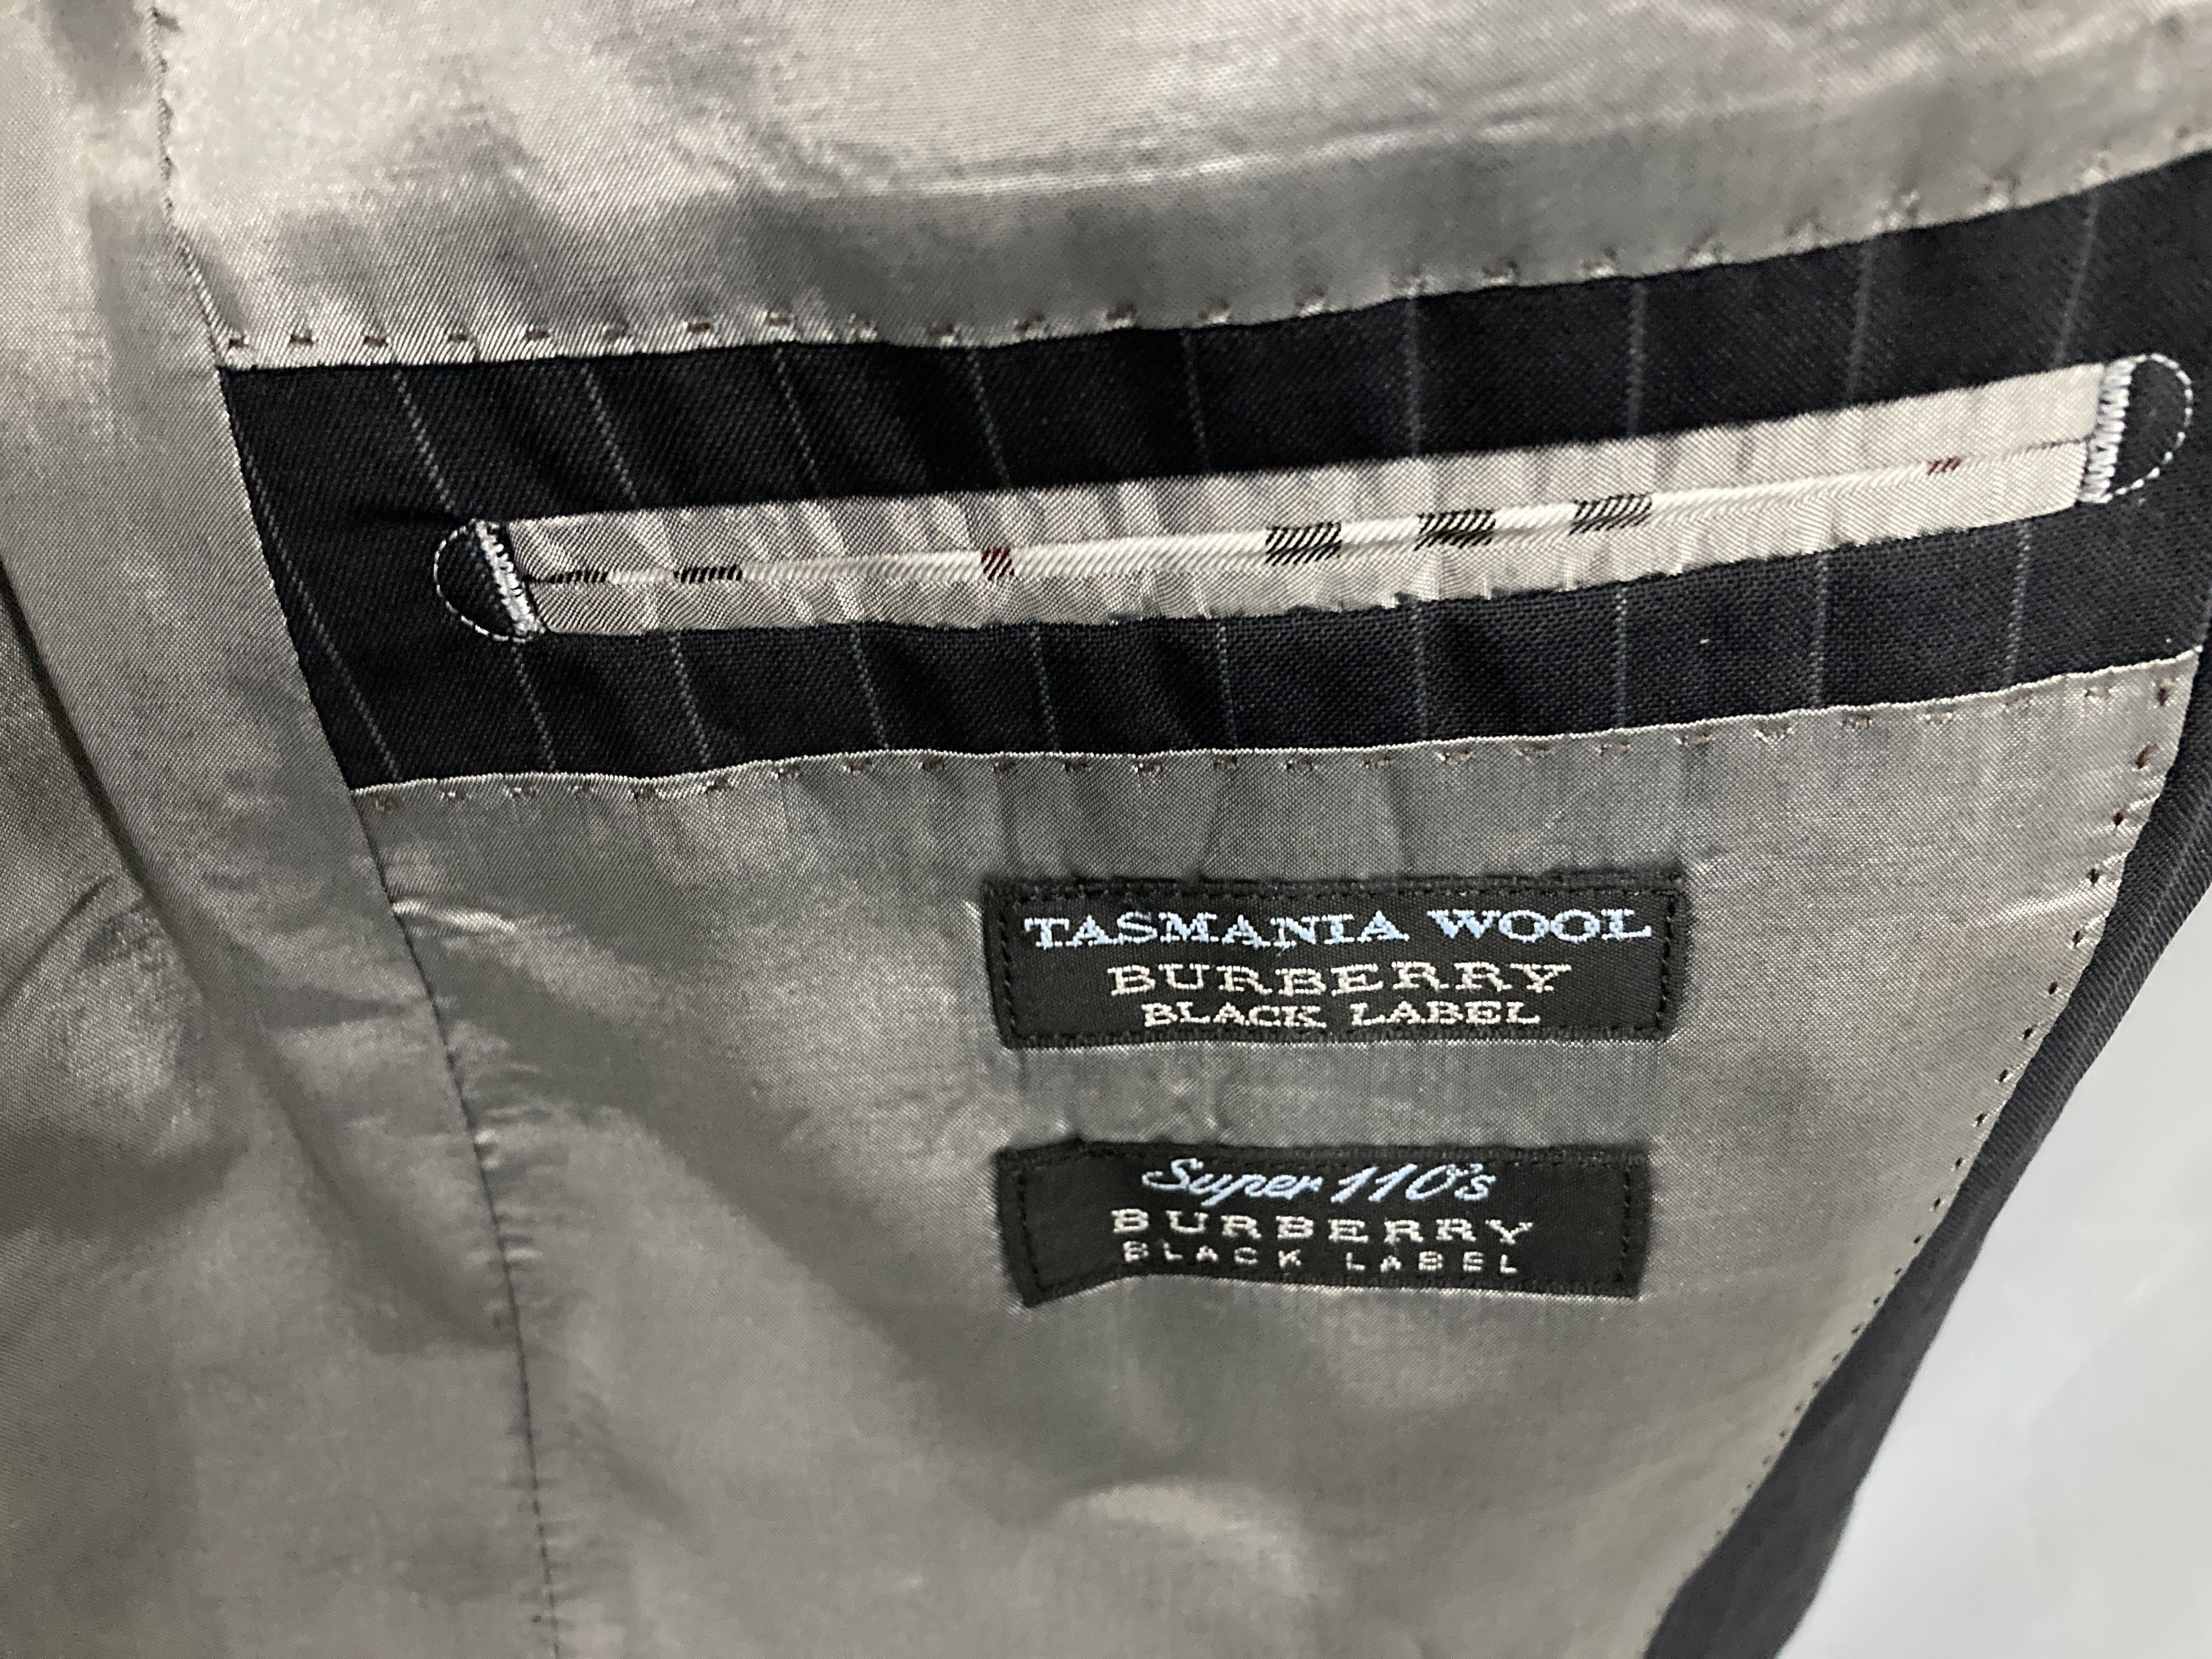 TASMANIA WOOL
BURBERRY
BLACK LABEL
Super 110's
BURBERRY
BLACK LABEL